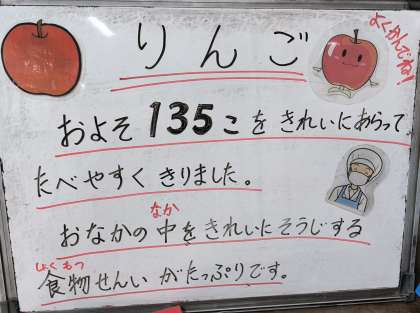 りんご
よくかんでね!
およそ 135こ を きれいにあらって、
たべやすく きりました。
なか
おなかの中をきれいにそうじする
しょくもつ
食物せんい がたっぷりです。